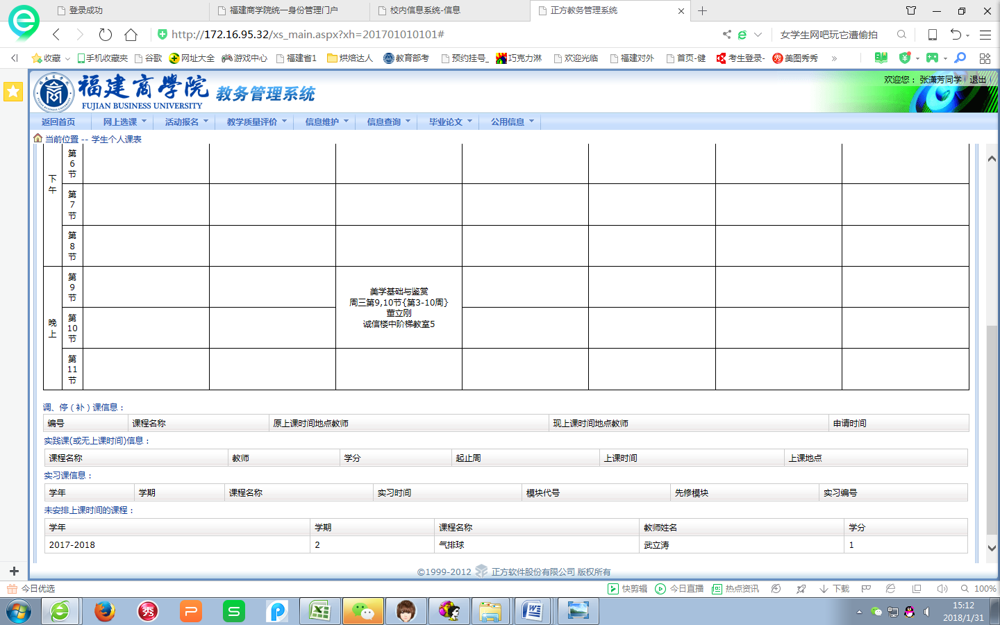 登录成功
福建商学院统一身份管理门户
校内信息系统-信息
正方教务管理系统
http://172.16.95.32/xs_main.aspx?xh=201701010101#
女学生网吧玩它遭偷拍
收藏
手机收藏夹
谷歌
网址大全
游戏中心
福建省1
烘焙达人
教育部考
预约挂号_
巧克力淋
欢迎光临
福建对外
首页-健
考生登录-
美图秀秀
»
福建商學院
FUJIAN BUSINESS UNIVERSITY
教务管理系统
欢迎您：
张潇芳同学
退出
返回首页
网上选课
活动报名
教学质量评价
信息维护
信息查询
毕业论文
公用信息
当前位置 -- 学生个人课表
下午
第6节
第7节
第8节
晚上
第9节
美学基础与鉴赏
周三第9,10节{第3-10周}
董立刚
诚信楼中阶梯教室5
第10节
第11节
调、停（补）课信息：
编号
课程名称
原上课时间地点教师
现上课时间地点教师
申请时间
实践课(或无上课时间)信息：
课程名称
教师
学分
起止周
上课时间
上课地点
实习课信息：
学年
学期
课程名称
实习时间
模块代号
先修模块
实习编号
未安排上课时间的课程：
学年
学期
课程名称
教师姓名
学分
2017-2018
2
气排球
武立涛
1
©1999-2012
正方软件股份有限公司 版权所有
今日优选
快剪辑
今日直播
热点资讯
下载
100%
15:12
2018/1/31